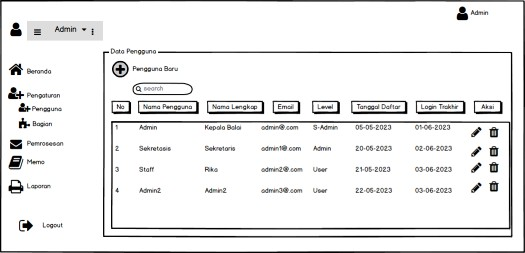 Admin
Admin
Data Pengguna
Beranda
Pengguna Baru
search
Pengaturan
Pengguna
Bagian
No Nama Pengguna Nama Lengkap Email Level Tanggal Daftar Login Trakhir Aksi
1 Admin Kepala Balai admin@.com S-Admin 05-05-2023 01-06-2023
2 Sekretasis Sekretaris admin1@.com Admin 20-05-2023 02-06-2023
3 Staff Rika admin2@.com User 21-05-2023 03-06-2023
4 Admin2 Admin2 admin3@.com User 22-05-2023 03-06-2023
Pemrosesan
Memo
Laporan
Logout